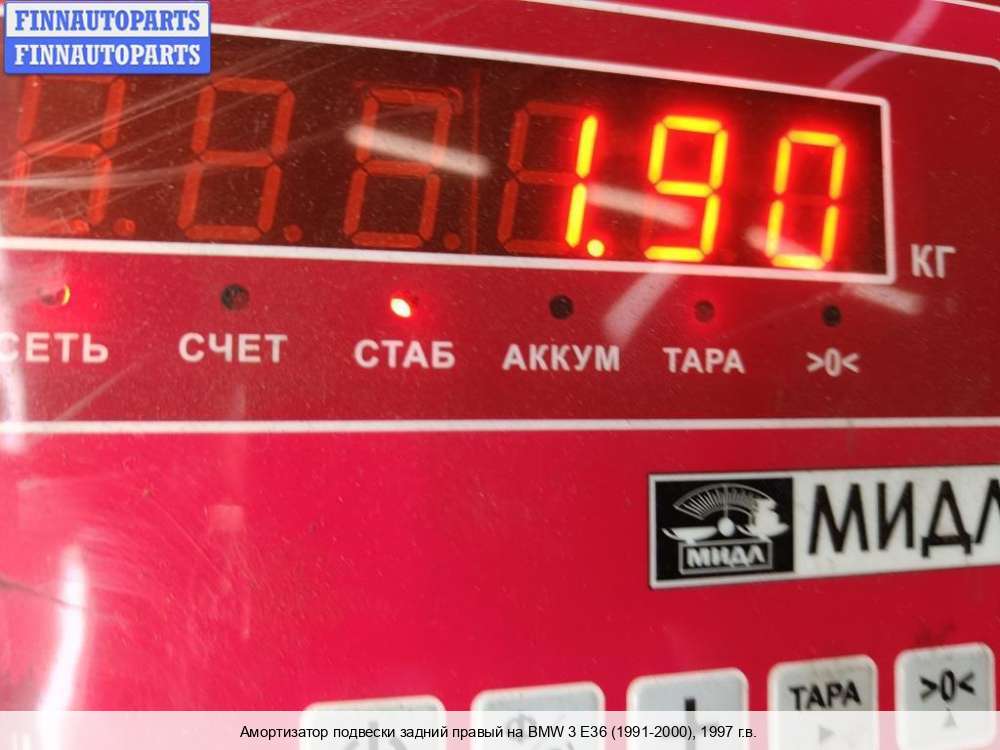 FINNAUTOPARTS
FINNAUTOPARTS
1.90
КГ
СЕТЬ СЧЕТ СТАБ АККУМ ТАРА >0<
МИДЛ
МИДЛ
ТАРА >0<
Амортизатор подвески задний правый на BMW 3 E36 (1991-2000), 1997 г.в.